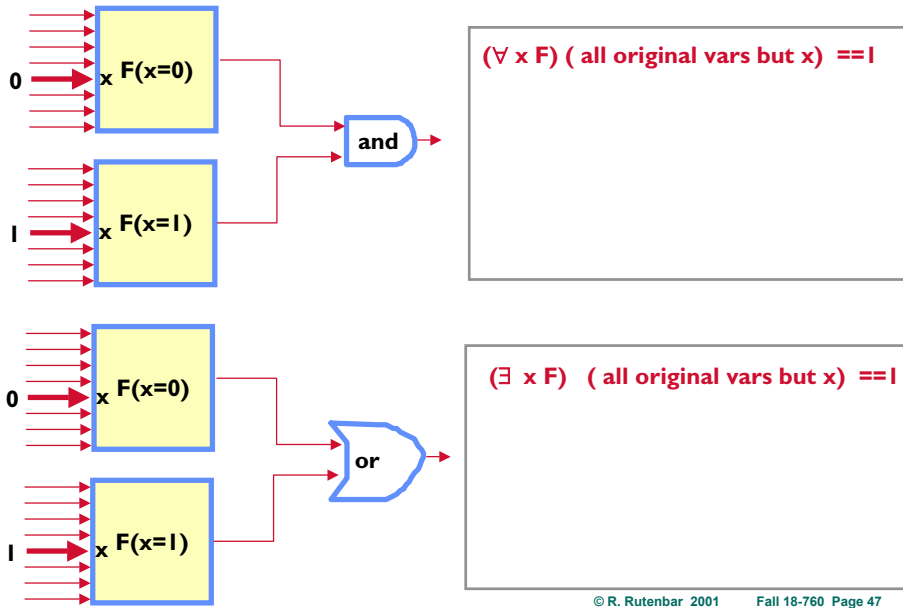 F(x=0)
0
x
and
(∀ x F) ( all original vars but x) ==1
F(x=1)
1
x
F(x=0)
0
x
or
(∃ x F) ( all original vars but x) ==1
F(x=1)
1
x
© R. Rutenbar 2001 Fall 18-760 Page 47